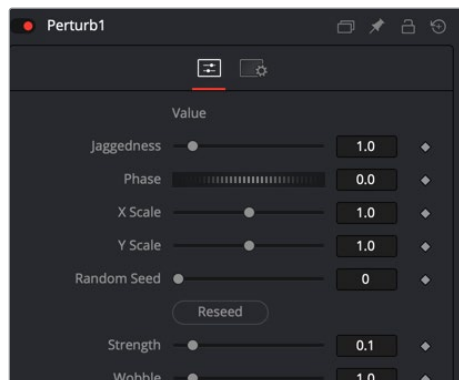 Perturb1
Value
Jaggedness 1.0
Phase 0.0
X Scale 1.0
Y Scale 1.0
Random Seed 0
Reseed
Strength 0.1
Wobble 1.0